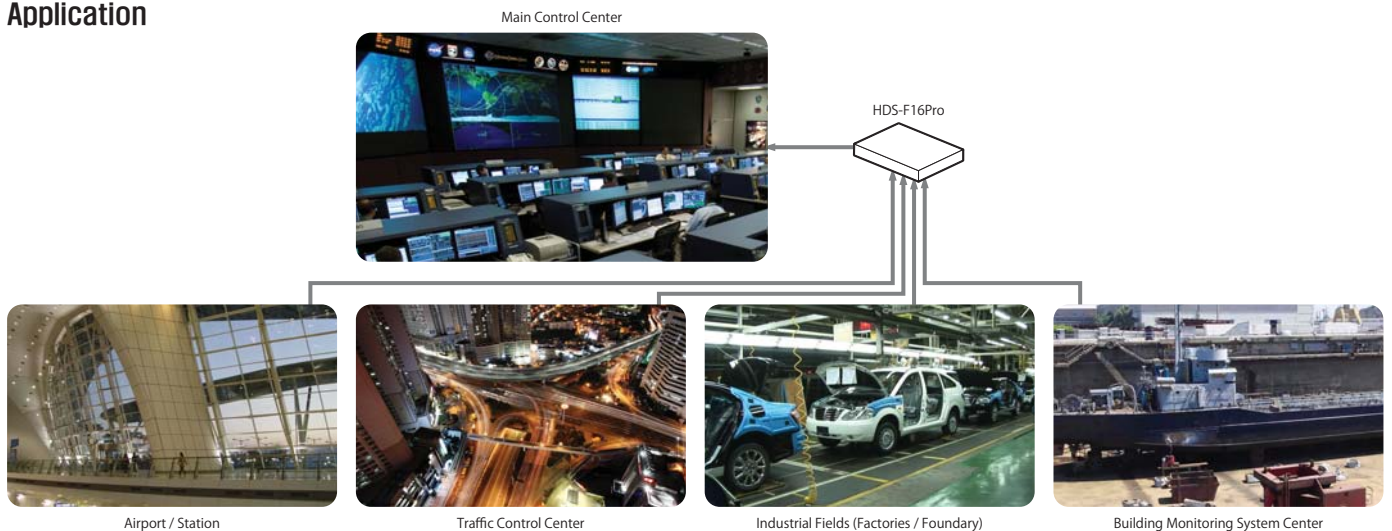 Application
Main Control Center
HDS-F16Pro
Airport / Station
Traffic Control Center
Industrial Fields (Factories / Foundary)
Building Monitoring System Center